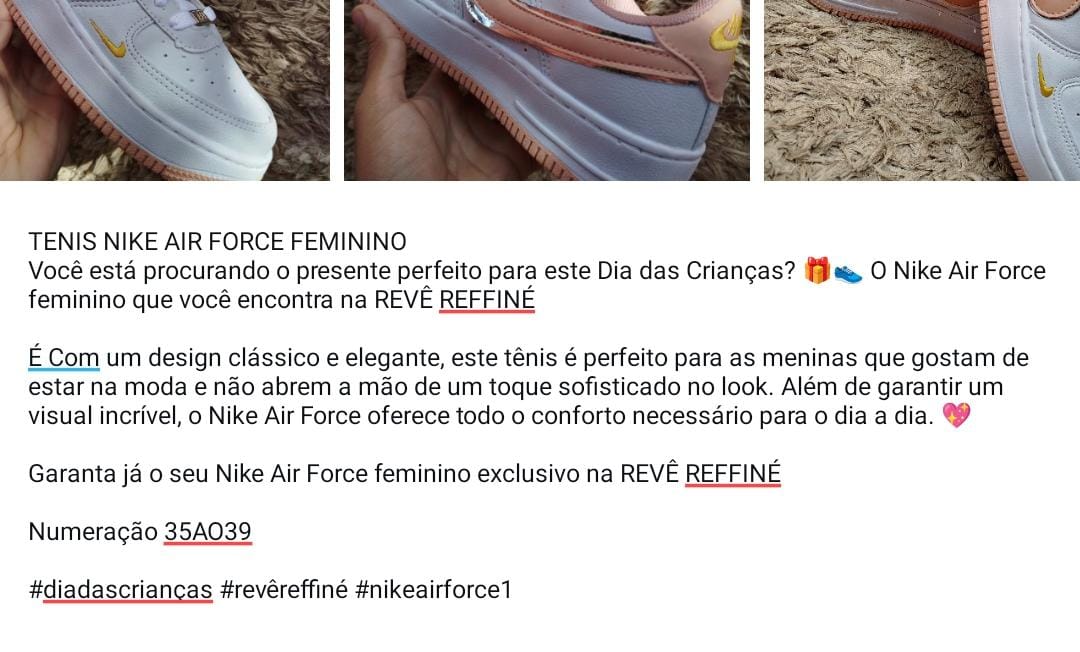 TENIS NIKE AIR FORCE FEMININO
Você está procurando o presente perfeito para este Dia das Crianças? 🎁👟 O Nike Air Force
feminino que você encontra na REVÊ REFFINÉ
É Com um design clássico e elegante, este tênis é perfeito para as meninas que gostam de
estar na moda e não abrem a mão de um toque sofisticado no look. Além de garantir um
visual incrível, o Nike Air Force oferece todo o conforto necessário para o dia a dia. 💖
Garanta já o seu Nike Air Force feminino exclusivo na REVÊ REFFINÉ
Numeração 35AO39
#diadascrianças #revêreffiné #nikeairforce1